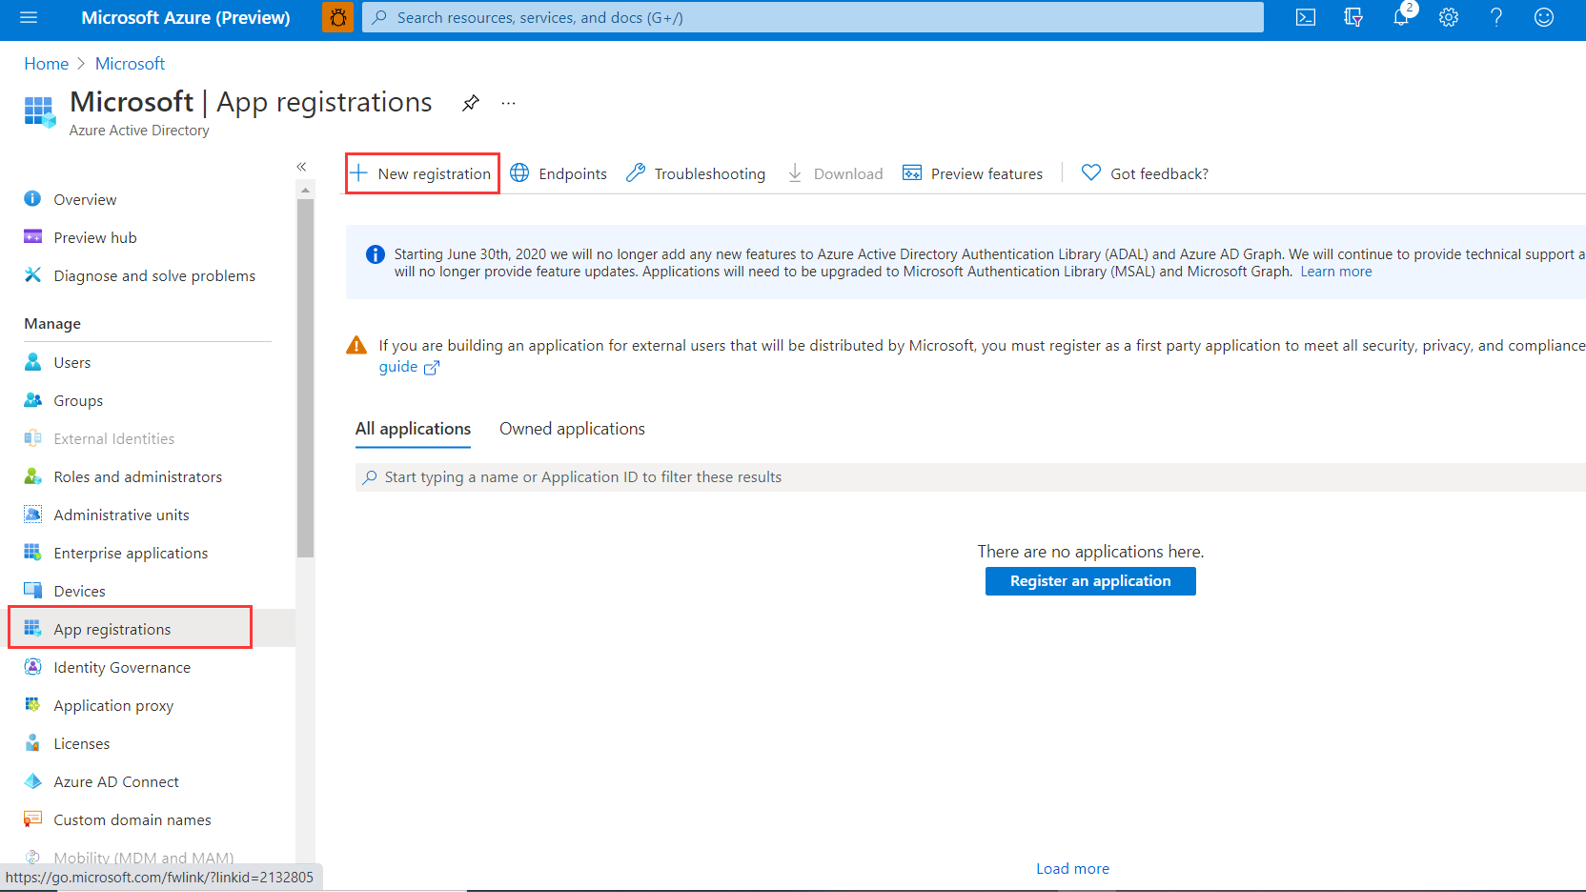 Microsoft Azure (Preview)
Search resources, services, and docs (G+/)
2
Home > Microsoft
Microsoft | App registrations
...
Azure Active Directory
«
Overview
Preview hub
Diagnose and solve problems
Manage
Users
Groups
External Identities
Roles and administrators
Administrative units
Enterprise applications
Devices
App registrations
Identity Governance
Application proxy
Licenses
Azure AD Connect
Custom domain names
Mobility (MDM and MAM)
https://go.microsoft.com/fwlink/?linkid=2132805
New registration
Endpoints
Troubleshooting
Download
Preview features
Got feedback?
Starting June 30th, 2020 we will no longer add any new features to Azure Active Directory Authentication Library (ADAL) and Azure AD Graph. We will continue to provide technical support a
will no longer provide feature updates. Applications will need to be upgraded to Microsoft Authentication Library (MSAL) and Microsoft Graph. Learn more
If you are building an application for external users that will be distributed by Microsoft, you must register as a first party application to meet all security, privacy, and compliance
guide
All applications
Owned applications
Start typing a name or Application ID to filter these results
There are no applications here.
Register an application
Load more